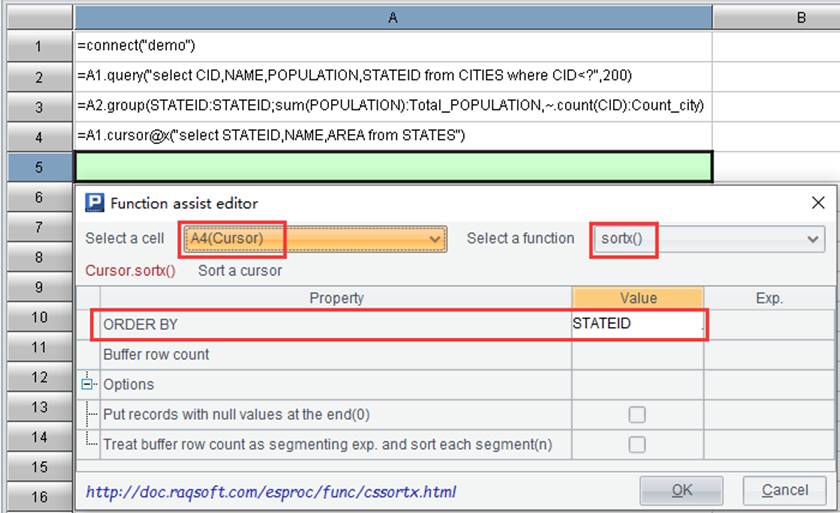 A B
1 =connect("demo")
2 =A1.query("select CID,NAME,POPULATION,STATEID from CITIES where CID<?",200)
3 =A2.group(STATEID:STATEID;sum(POPULATION):Total_POPULATION,~.count(CID):Count_city)
4 =A1.cursor@x("select STATEID,NAME,AREA from STATES")
5
6
Function assist editor
7
Select a cell A4(Cursor) Select a function sortx()
8
Cursor.sortx() Sort a cursor
9
Property Value Exp.
10
ORDER BY STATEID
11
Buffer row count
12
Options
13
Put records with null values at the end(0)
14
Treat buffer row count as segmenting exp. and sort each segment(n)
15
16
http://doc.raqsoft.com/esproc/func/cssortx.html OK Cancel